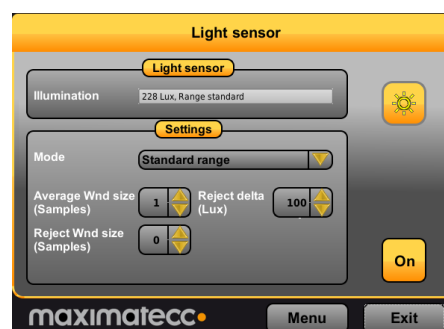 Light sensor
Light sensor
Illumination
228 Lux, Range standard
Settings
Mode
Standard range
Average Wnd size
(Samples)
1
Reject delta
(Lux)
100
Reject Wnd size
(Samples)
0
On
maximatecc
Menu
Exit